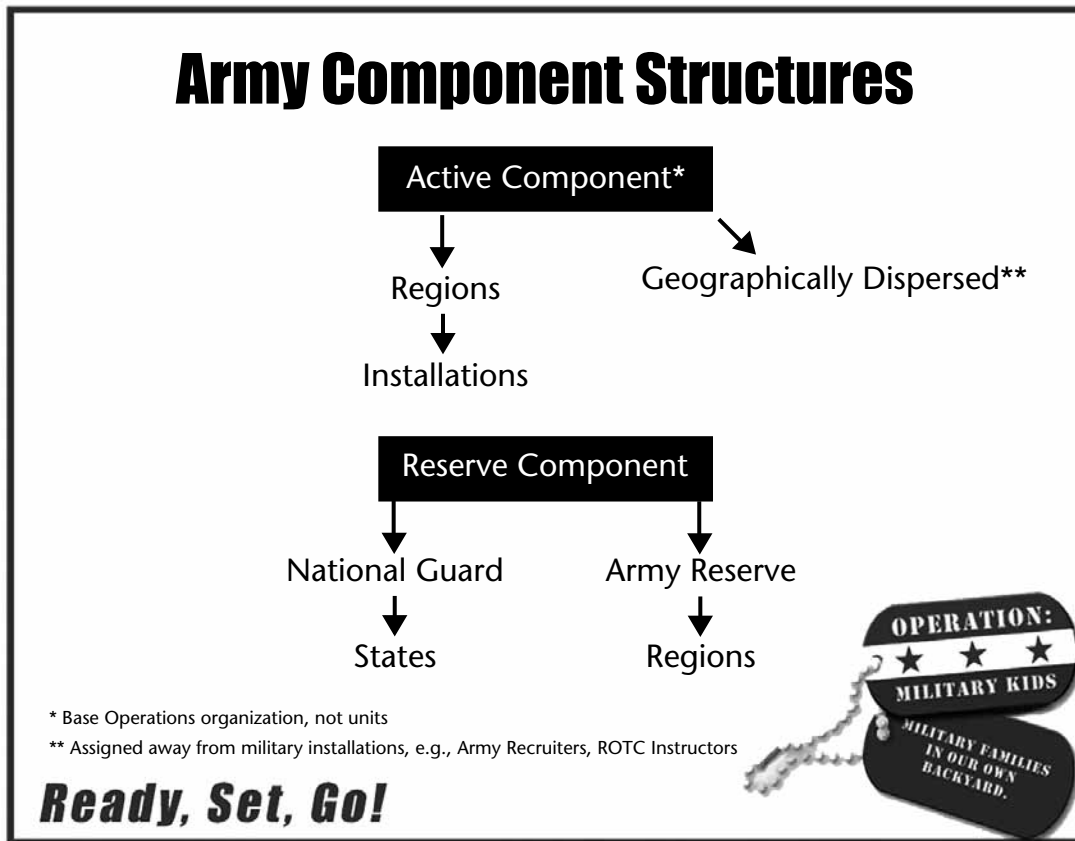 Army Component Structures
Active Component*
Regions
Geographically Dispersed**
Installations
Reserve Component
National Guard
Army Reserve
States
Regions
* Base Operations organization, not units
** Assigned away from military installations, e.g., Army Recruiters, ROTC Instructors
Ready, Set, Go!
OPERATION:
MILITARY KIDS
MILITARY FAMILIES
IN OUR OWN
BACKYARD.